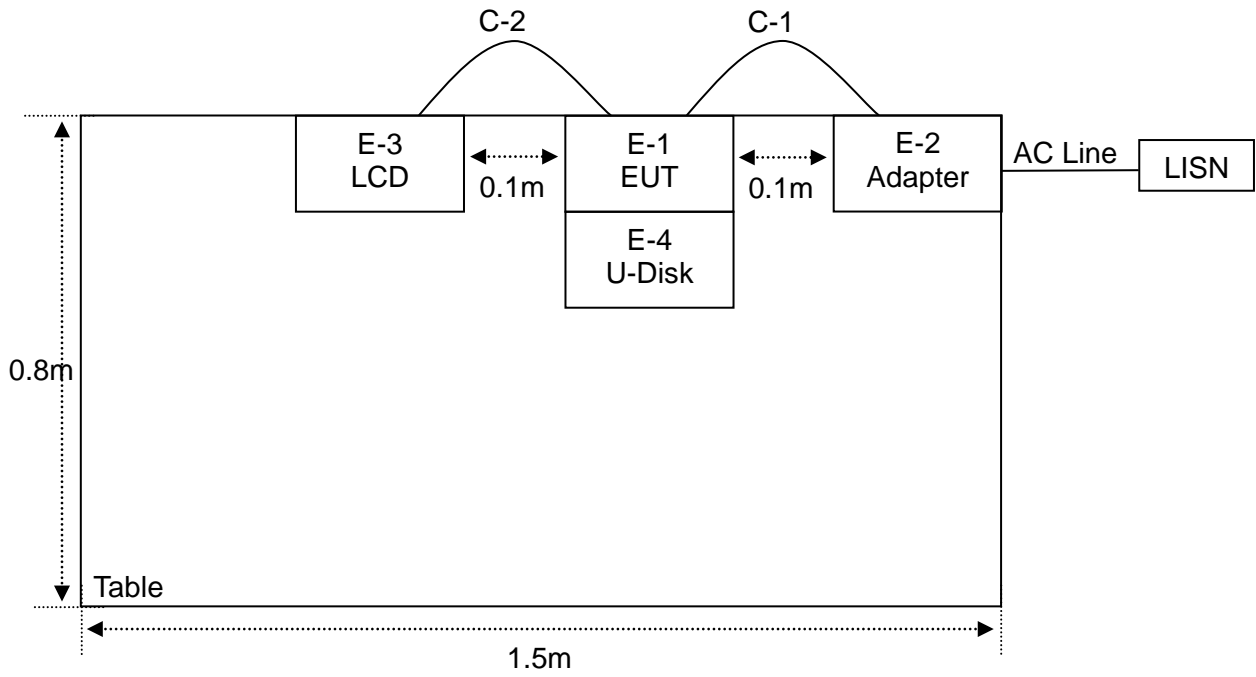 C-2
C-1
E-3
LCD
0.1m
E-1
EUT
0.1m
E-2
Adapter
AC Line
LISN
E-4
U-Disk
0.8m
Table
1.5m